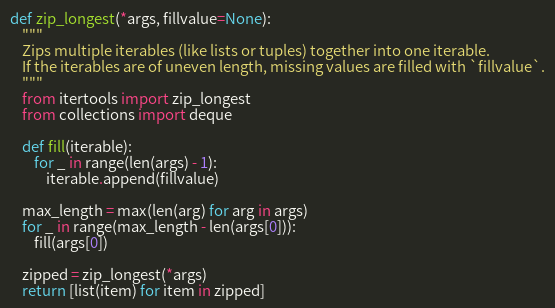 def zip_longest(*args, fillvalue=None):
    """
    Zips multiple iterables (like lists or tuples) together into one iterable.
    If the iterables are of uneven length, missing values are filled with `fillvalue`.
    """
    from itertools import zip_longest
    from collections import deque

    def fill(iterable):
        for _ in range(len(args) - 1):
            iterable.append(fillvalue)

    max_length = max(len(arg) for arg in args)
    for _ in range(max_length - len(args[0])):
        fill(args[0])

    zipped = zip_longest(*args)
    return [list(item) for item in zipped]